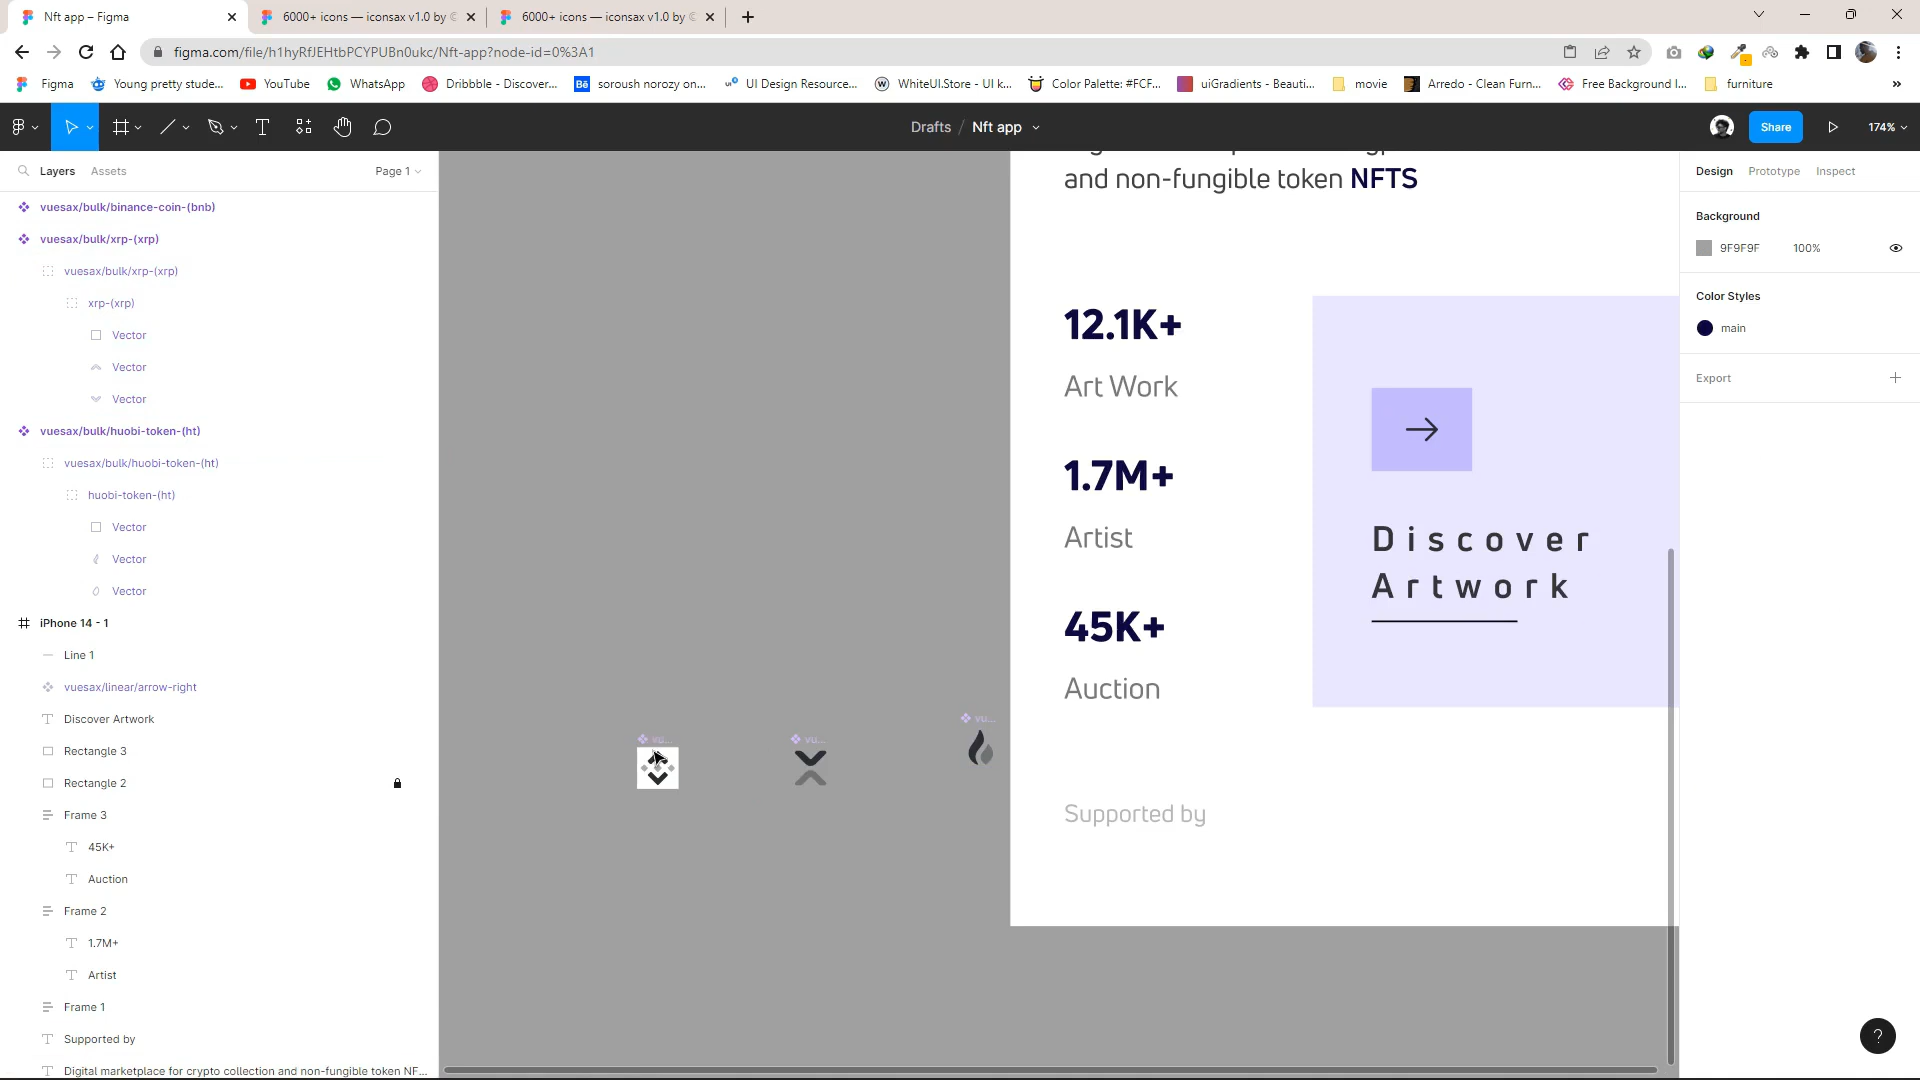 Nft app – Figma
6000+ icons — iconsax v1.0 by
6000+ icons — iconsax v1.0 by
figma.com/file/h1hyRfJEHtbPCYPUBn0ukc/Nft-app?node-id=0%3A1
Figma
Young pretty stude...
YouTube
WhatsApp
Dribbble - Discover...
Bē
soroush norozy on...
UI Design Resource...
WhiteUI.Store - UI k...
Color Palette: #FCF...
uiGradients - Beauti...
movie
Arredo - Clean Furn...
Free Background I...
furniture
Drafts / Nft app
Share
174%
Layers
Assets
Page 1
vuesax/bulk/binance-coin-(bnb)
vuesax/bulk/xrp-(xrp)
vuesax/bulk/xrp-(xrp)
xrp-(xrp)
Vector
Vector
Vector
vuesax/bulk/huobi-token-(ht)
vuesax/bulk/huobi-token-(ht)
huobi-token-(ht)
Vector
Vector
Vector
iPhone 14 - 1
Line 1
vuesax/linear/arrow-right
Discover Artwork
Rectangle 3
Rectangle 2
Frame 3
45K+
Auction
Frame 2
1.7M+
Artist
Frame 1
Supported by
Digital marketplace for crypto collection and non-fungible token NF...
and non-fungible token NFTS
12.1K+
Art Work
1.7M+
Artist
45K+
Auction
Discover
Artwork
Supported by
vu...
vu...
Design
Prototype
Inspect
Background
9F9F9F
100%
Color Styles
main
Export
?